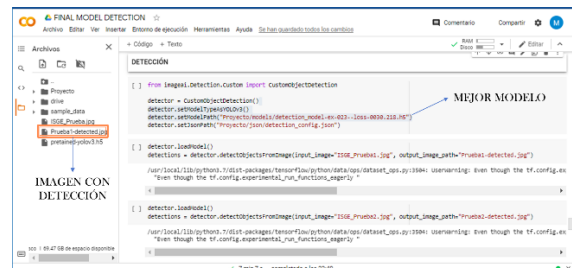 FINAL MODEL DETECTION
Archivo Editar Ver Insertar Entorno de ejecución Herramientas Ayuda Se han guardado todos los cambios
Comentario Compartir
Archivos
+ Código + Texto
RAM
Disco
Editar
..
Proyecto
drive
sample_data
ISGE_Prueba.jpg
Prueba1-detected.jpg
pretained-yolov3.h5
IMAGEN CON
DETECCIÓN
69.47 GB de espacio disponible
DETECCIÓN
[ ] from imageai.Detection.Custom import CustomObjectDetection
detector = CustomObjectDetection()
detector.setModelTypeAsYOLOv3()
detector.setModelPath("Proyecto/models/detection_model-ex-023--loss-0030.218.h5")
detector.setJsonPath("Proyecto/json/detection_config.json")
MEJOR MODELO
[ ] detector.loadModel()
detections = detector.detectObjectsFromImage(input_image="ISGE_Prueba1.jpg", output_image_path="Prueba1-detected.jpg")
/usr/local/lib/python3.7/dist-packages/tensorflow/python/data/ops/dataset_ops.py:3504: UserWarning: Even though the tf.config.ex
"Even though the tf.config.experimental_run_functions_eagerly "
[ ] detector.loadModel()
detections = detector.detectObjectsFromImage(input_image="ISGE_Prueba2.jpg", output_image_path="Prueba2-detected.jpg")
/usr/local/lib/python3.7/dist-packages/tensorflow/python/data/ops/dataset_ops.py:3504: UserWarning: Even though the tf.config.ex
"Even though the tf.config.experimental_run_functions_eagerly "